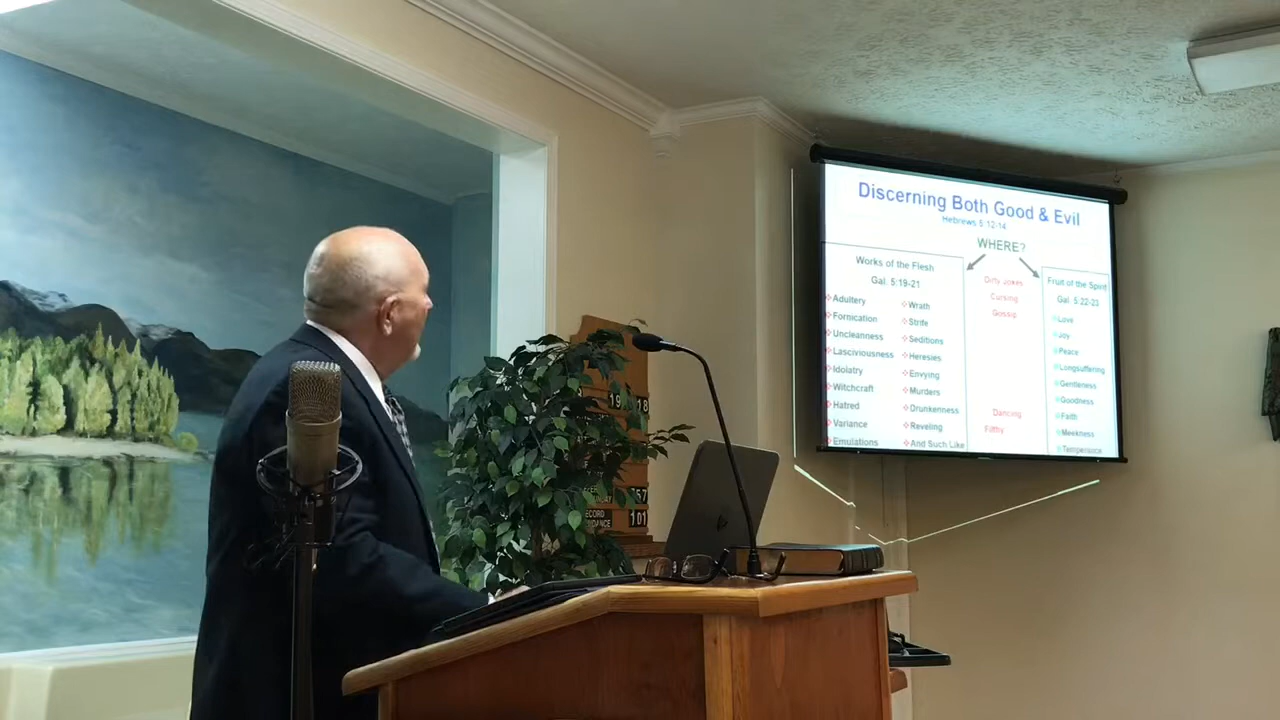 Discerning Both Good & Evil
Hebrews 5:12-14
WHERE?
Works of the Flesh
Gal. 5:19-21
Adultery
Fornication
Uncleanness
Lasciviousness
Idolatry
Witchcraft
Hatred
Variance
Emulations
Wrath
Strife
Seditions
Heresies
Envying
Murders
Drunkenness
Reveling
And Such Like
Dirty Jokes
Cursing
Gossip
Dancing
Filthy
Fruit of the Spirit
Gal. 5:22-23
Love
Joy
Peace
Longsuffering
Gentleness
Goodness
Faith
Meekness
Temperance
101